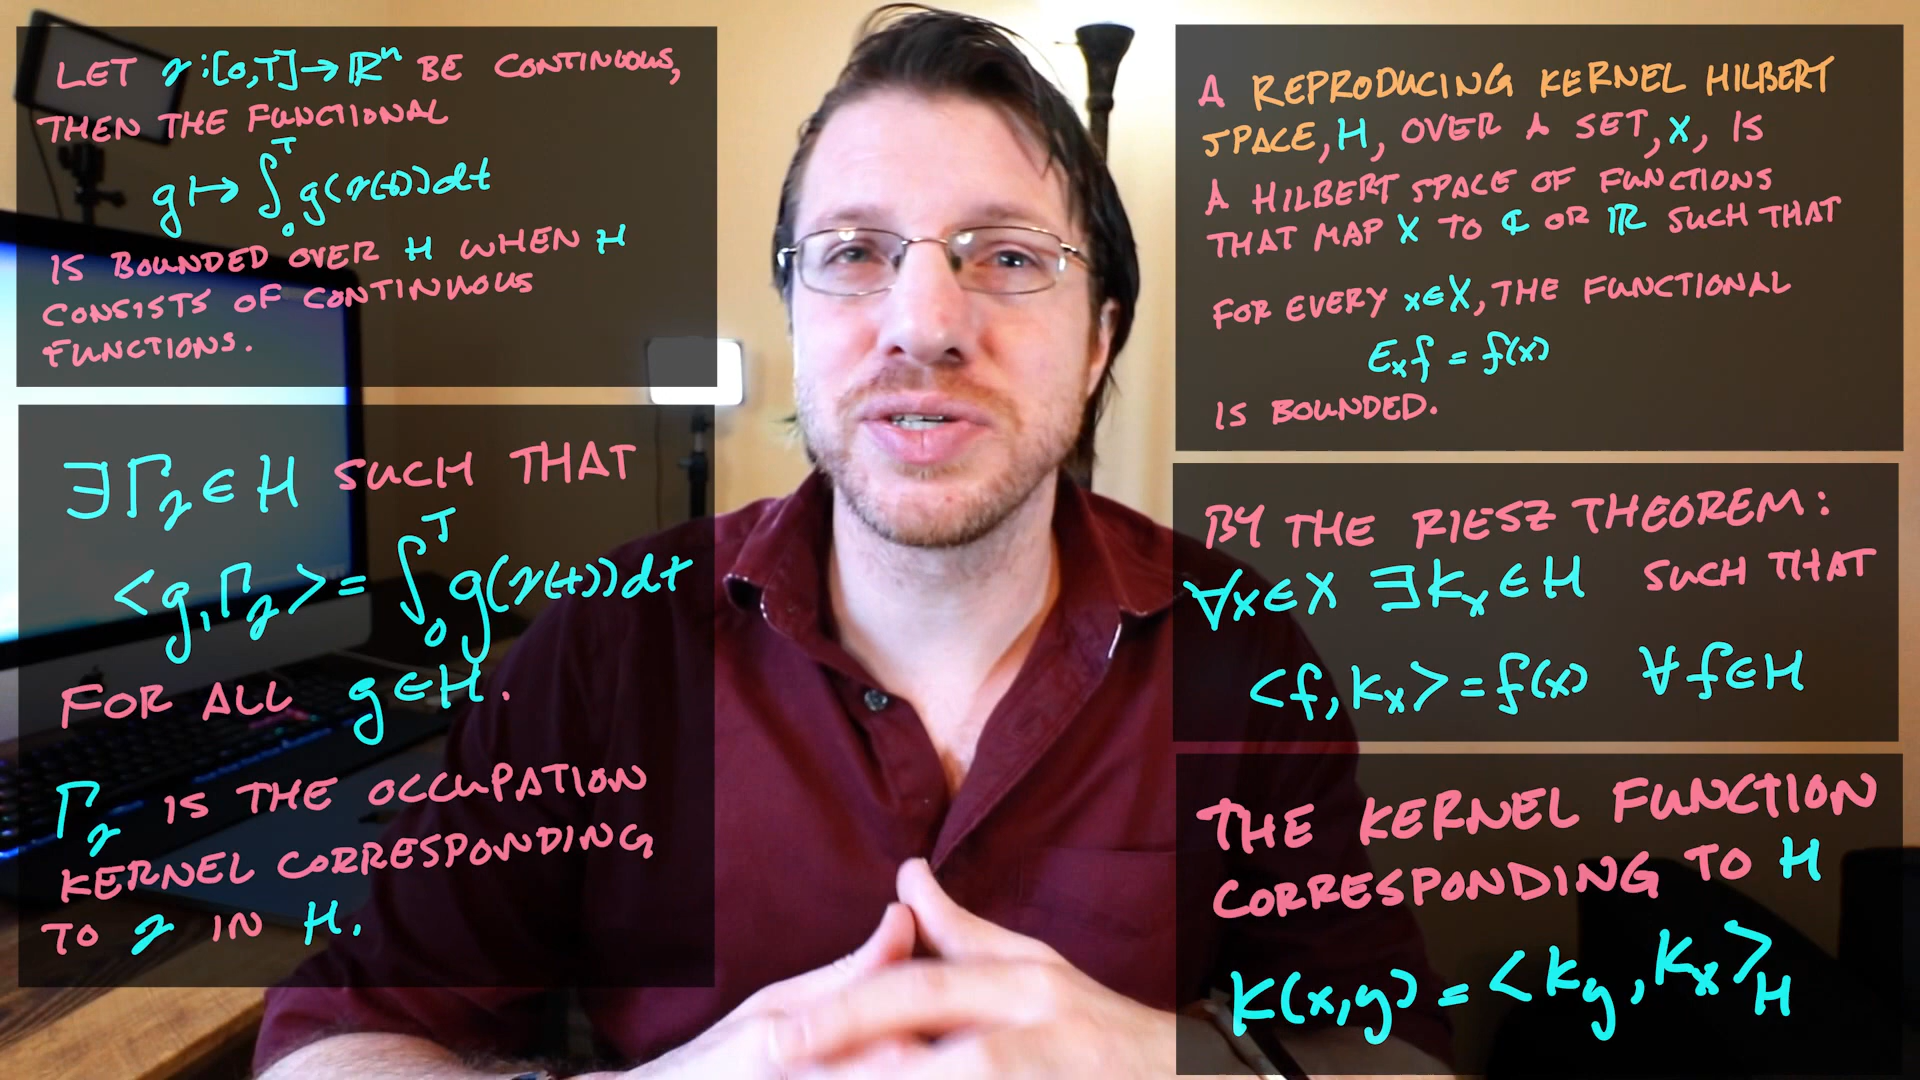 LET γ:[0,T]→ℝⁿ BE CONTINUOUS,
THEN THE FUNCTIONAL
g ↦ ∫₀ᵀ g(γ(t))dt
IS BOUNDED OVER H WHEN H
CONSISTS OF CONTINUOUS
FUNCTIONS.
∃Γ_γ∈H SUCH THAT
<g,Γ_γ>=∫₀ᵀ g(γ(t))dt
FOR ALL g∈H.
Γ_γ IS THE OCCUPATION
KERNEL CORRESPONDING
TO γ IN H.
A REPRODUCING KERNEL HILBERT
SPACE, H, OVER A SET, X, IS
A HILBERT SPACE OF FUNCTIONS
THAT MAP X TO ℂ OR ℝ SUCH THAT
FOR EVERY x∈X, THE FUNCTIONAL
Eₓf = f(x)
IS BOUNDED.
BY THE RIESZ THEOREM:
∀x∈X ∃kₓ∈H SUCH THAT
<f,kₓ>=f(x) ∀f∈H
THE KERNEL FUNCTION
CORRESPONDING TO H
K(x,y) = <k_y, kₓ>_H